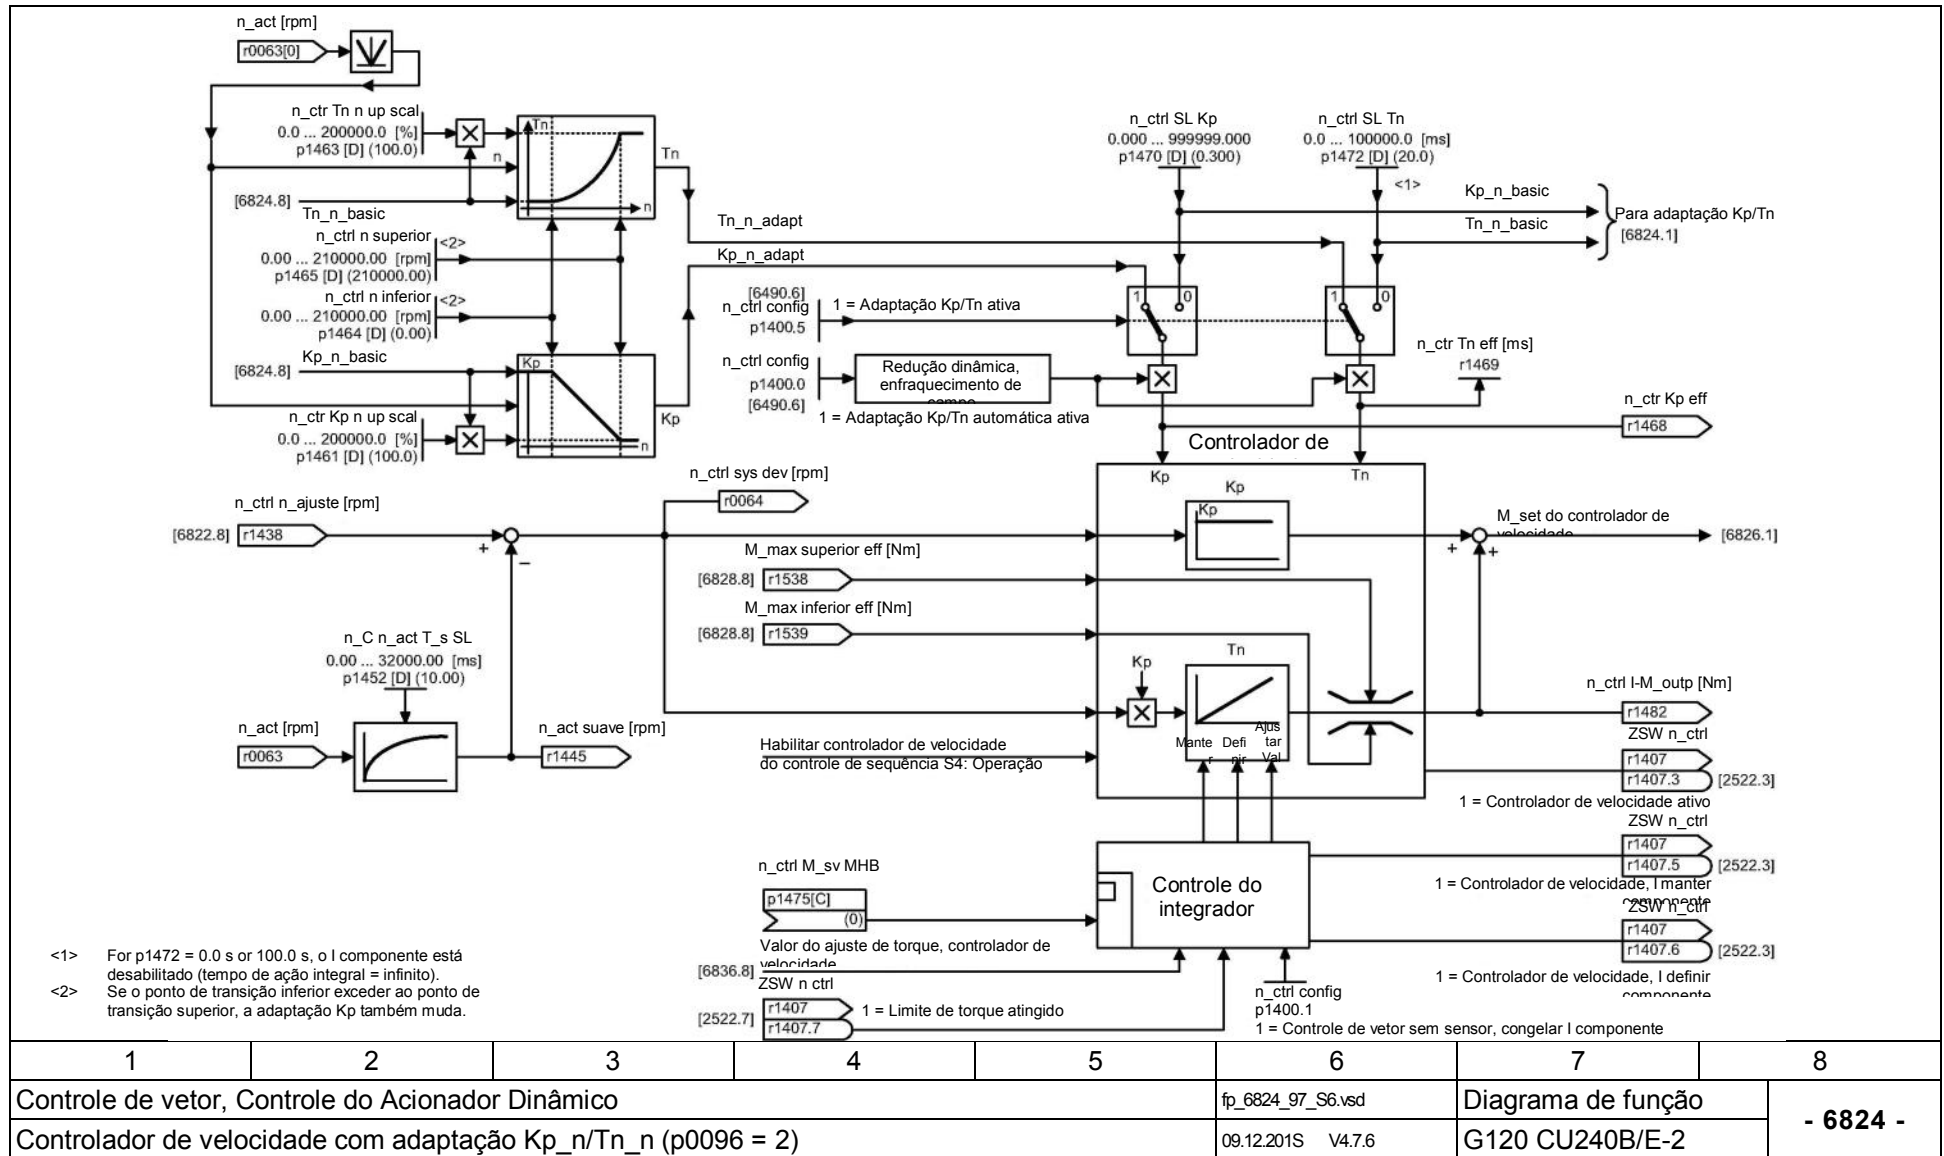 n_act [rpm]
r0063[0]
n_ctr Tn n up scal
0.0 ... 200000.0 [%]
p1463 [D] (100.0)
Tn
n
n
Tn
[6824.8]
Tn_n_basic
n_ctrl n superior
<2>
0.00 ... 210000.00 [rpm]
p1465 [D] (210000.00)
n_ctrl n inferior
<2>
0.00 ... 210000.00 [rpm]
p1464 [D] (0.00)
Kp_n_basic
[6824.8]
Kp
n
Kp
n_ctr Kp n up scal
0.0 ... 200000.0 [%]
p1461 [D] (100.0)
Tn_n_adapt
Kp_n_adapt
n_ctrl SL Kp
0.000 ... 999999.000
p1470 [D] (0.300)
n_ctrl SL Tn
0.0 ... 100000.0 [ms]
p1472 [D] (20.0)
<1>
Kp_n_basic
Tn_n_basic
Para adaptação Kp/Tn
[6824.1]
[6490.6]
n_ctrl config
p1400.5
1 = Adaptação Kp/Tn ativa
1 0
1 0
n_ctrl config
p1400.0
[6490.6]
Redução dinâmica,
enfraquecimento de
campo
1 = Adaptação Kp/Tn automática ativa
n_ctr Tn eff [ms]
r1469
n_ctr Kp eff
r1468
Controlador de
Kp
Tn
n_ctrl sys dev [rpm]
r0064
n_ctrl n_ajuste [rpm]
[6822.8]
r1438
+
–
Kp
Kp
M_set do controlador de
velocidade
+
+
[6826.1]
M_max superior eff [Nm]
[6828.8]
r1538
M_max inferior eff [Nm]
[6828.8]
r1539
n_C n_act T_s SL
0.00 ... 32000.00 [ms]
p1452 [D] (10.00)
n_act [rpm]
r0063
n_act suave [rpm]
r1445
Kp
Tn
Mante
r
Defi
nir
Ajus
tar
Val
Habilitar controlador de velocidade
do controle de sequência S4: Operação
n_ctrl I-M_outp [Nm]
r1482
ZSW n_ctrl
r1407
r1407.3
[2522.3]
1 = Controlador de velocidade ativo
ZSW n_ctrl
r1407
r1407.5
[2522.3]
1 = Controlador de velocidade, I manter
componente
ZSW n_ctrl
r1407
r1407.6
[2522.3]
1 = Controlador de velocidade, I definir
componente
n_ctrl M_sv MHB
p1475[C]
(0)
Valor do ajuste de torque, controlador de
velocidade
[6836.8]
ZSW n ctrl
[2522.7]
r1407
r1407.7
1 = Limite de torque atingido
Controle do
integrador
n_ctrl config
p1400.1
1 = Controle de vetor sem sensor, congelar I componente
<1> For p1472 = 0.0 s or 100.0 s, o I componente está
desabilitado (tempo de ação integral = infinito).
<2> Se o ponto de transição inferior exceder ao ponto de
transição superior, a adaptação Kp também muda.
1 2 3 4 5 6 7 8
Controle de vetor, Controle do Acionador Dinâmico
fp_6824_97_S6.vsd
Diagrama de função
- 6824 -
Controlador de velocidade com adaptação Kp_n/Tn_n (p0096 = 2)
09.12.201S V4.7.6
G120 CU240B/E-2